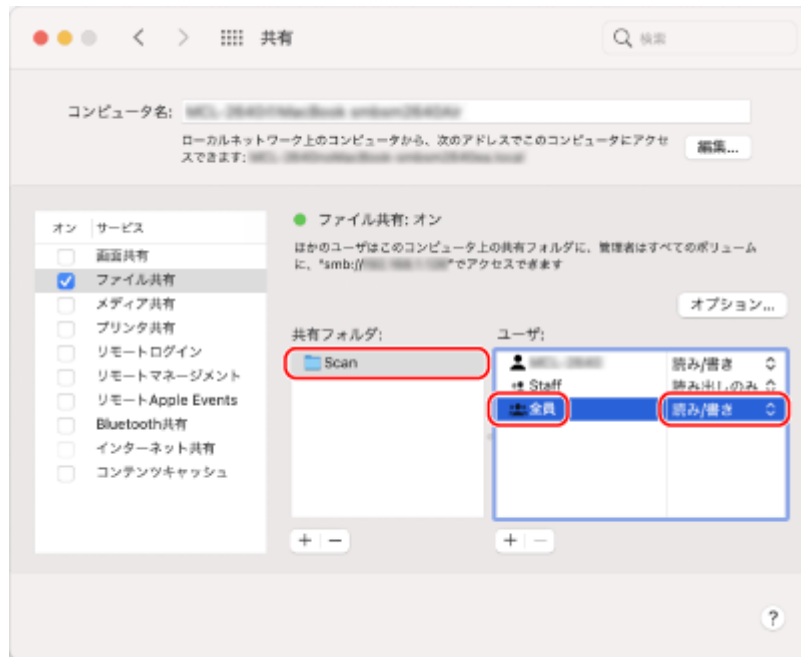 共有
検索
コンピュータ名:
ローカルネットワーク上のコンピュータから、次のアドレスでこのコンピュータにアクセ
スできます:
編集...
オン サービス
画面共有
ファイル共有
メディア共有
プリンタ共有
リモートログイン
リモートマネージメント
リモートApple Events
Bluetooth共有
インターネット共有
コンテンツキャッシュ
ファイル共有: オン
ほかのユーザはこのコンピュータ上の共有フォルダに、管理者はすべてのボリューム
に、"smb:// "でアクセスできます
オプション...
共有フォルダ:
Scan
ユーザ:
読み/書き
Staff 読み出しのみ
全員 読み/書き
?